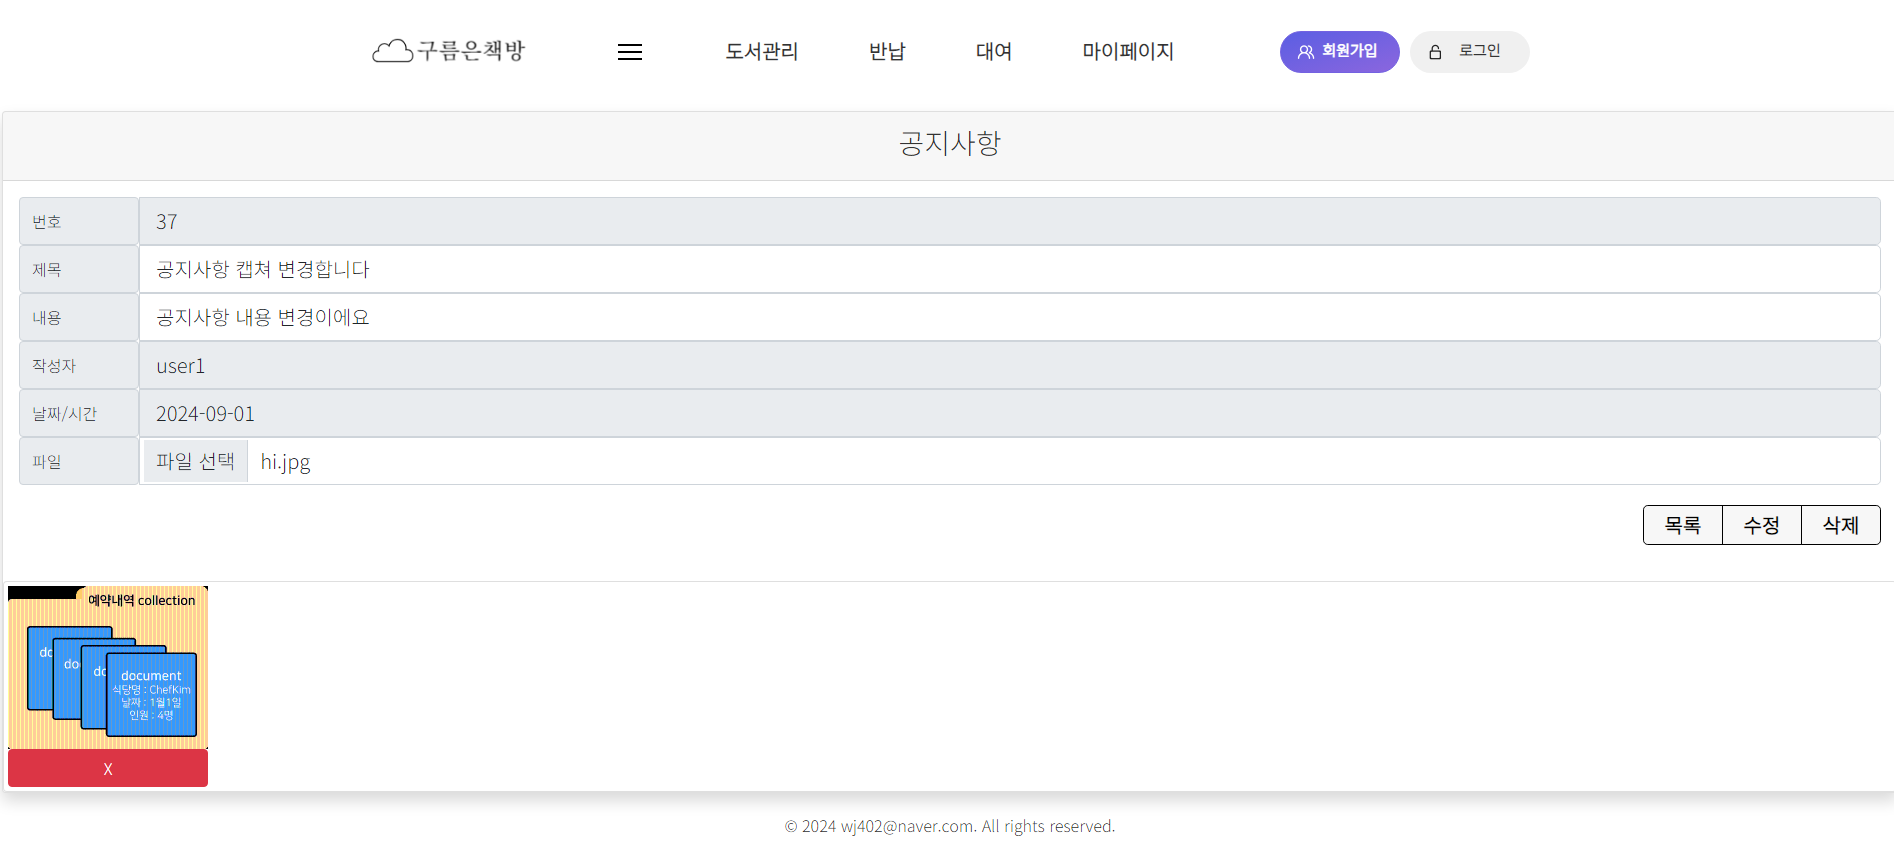 구름은책방 도서관리 반납 대여 마이페이지 회원가입 로그인
공지사항
번호 37
제목 공지사항 캡쳐 변경합니다
내용 공지사항 내용 변경이에요
작성자 user1
날짜/시간 2024-09-01
파일 파일 선택 hi.jpg
목록 수정 삭제
예약내역 collection
do
do
do
document
식당명 : ChefKim
날짜 : 1월1일
인원 : 4명
X
© 2024 wj402@naver.com. All rights reserved.